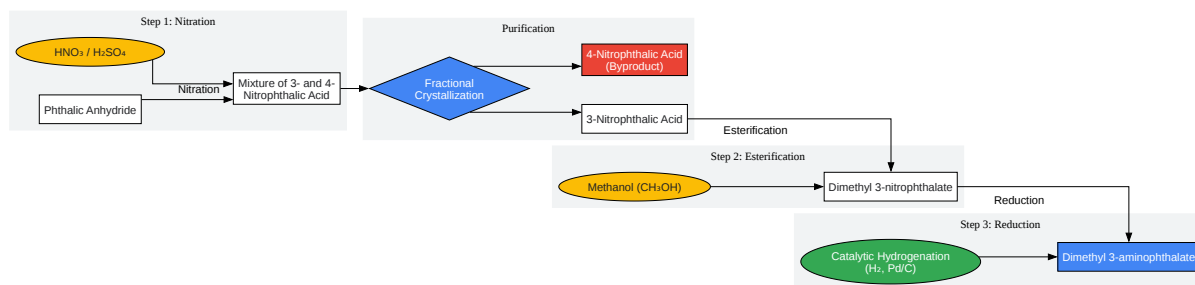 Step 1: Nitration
HNO₃ / H₂SO₄
Nitration
Phthalic Anhydride
Mixture of 3- and 4-
Nitrophthalic Acid
Purification
Fractional
Crystallization
4-Nitrophthalic Acid
(Byproduct)
3-Nitrophthalic Acid
Esterification
Step 2: Esterification
Methanol (CH₃OH)
Dimethyl 3-nitrophthalate
Reduction
Step 3: Reduction
Catalytic Hydrogenation
(H₂, Pd/C)
Dimethyl 3-aminophthalate